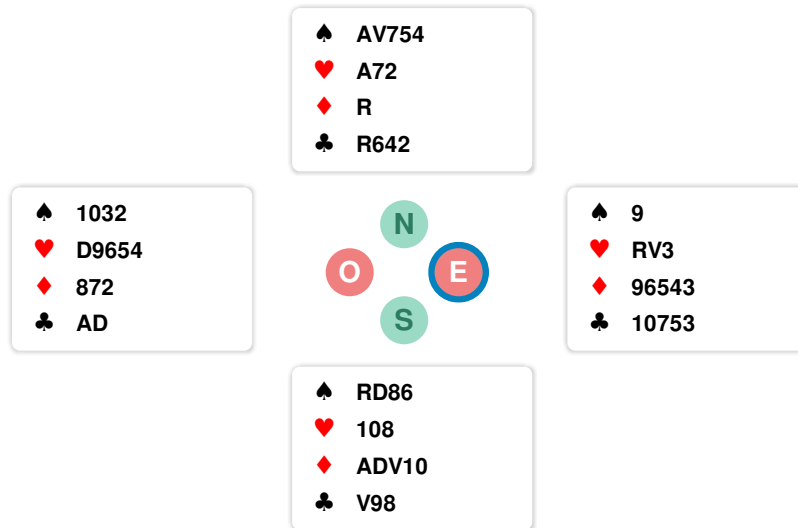 ♠ AV754
♥ A72
♦ R
♣ R642
♠ 1032
♥ D9654
♦ 872
♣ AD
N
O E
S
♠ 9
♥ RV3
♦ 96543
♣ 10753
♠ RD86
♥ 108
♦ ADV10
♣ V98